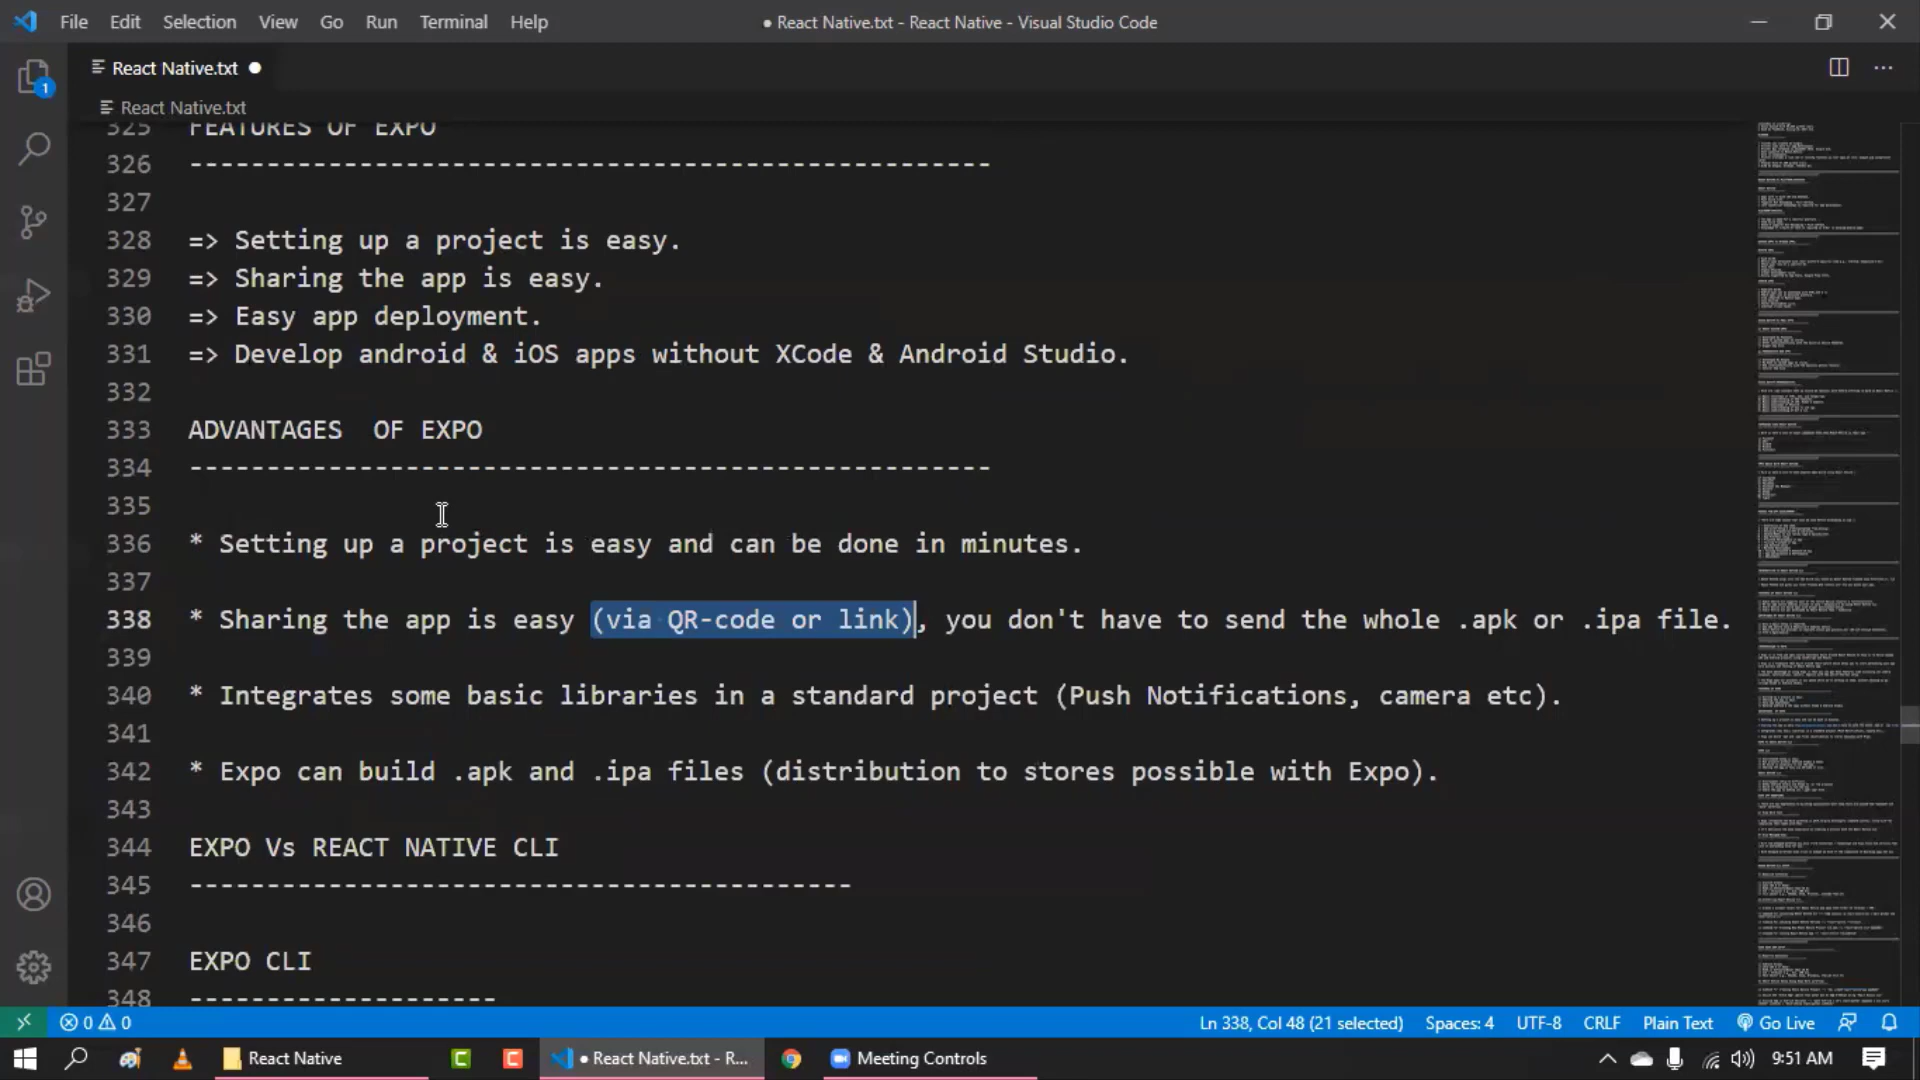 File Edit Selection View Go Run Terminal Help
● React Native.txt - React Native - Visual Studio Code
React Native.txt ●
1
React Native.txt
325 FEATURES OF EXPO
326 ----------------------------------------------------
327
328 => Setting up a project is easy.
329 => Sharing the app is easy.
330 => Easy app deployment.
331 => Develop android & iOS apps without XCode & Android Studio.
332
333 ADVANTAGES  OF EXPO
334 ----------------------------------------------------
335
336 * Setting up a project is easy and can be done in minutes.
337
338 * Sharing the app is easy (via QR-code or link), you don't have to send the whole .apk or .ipa file.
339
340 * Integrates some basic libraries in a standard project (Push Notifications, camera etc).
341
342 * Expo can build .apk and .ipa files (distribution to stores possible with Expo).
343
344 EXPO Vs REACT NATIVE CLI
345 -------------------------------------------
346
347 EXPO CLI
348 --------------------
0 0 Ln 338, Col 48 (21 selected) Spaces: 4 UTF-8 CRLF Plain Text Go Live
React Native ● React Native.txt - R... Meeting Controls 9:51 AM